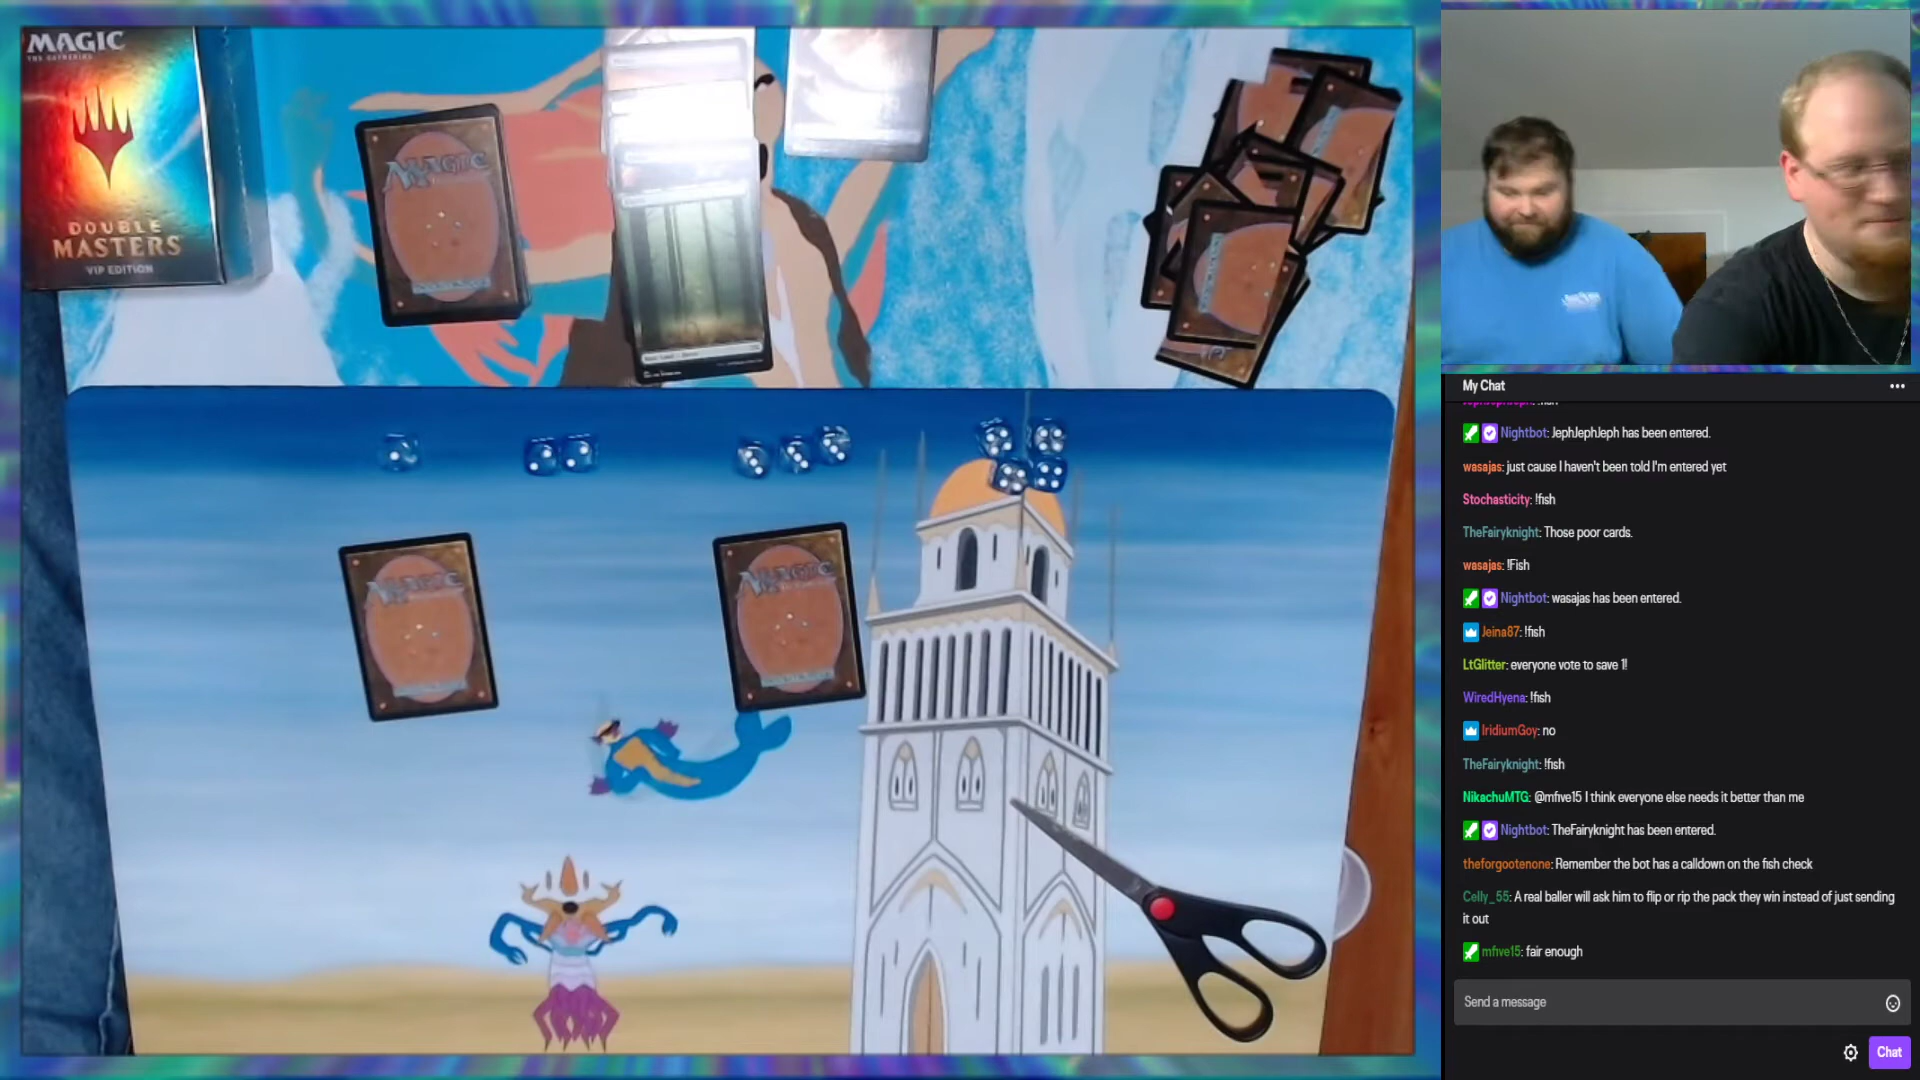 MAGIC
THE GATHERING
DOUBLE
MASTERS
VIP EDITION
MAGIC
MAGIC
MAGIC
My Chat
Nightbot: JephJephJeph has been entered.
wasajas: just cause I haven't been told I'm entered yet
Stochasticity: !fish
TheFairyknight: Those poor cards.
wasajas: !Fish
Nightbot: wasajas has been entered.
Jeina87: !fish
LtGlitter: everyone vote to save 1!
WiredHyena: !fish
IridiumGoy: no
TheFairyknight: !fish
NikachuMTG: @mfive15 I think everyone else needs it better than me
Nightbot: TheFairyknight has been entered.
theforgootenone: Remember the bot has a calldown on the fish check
Celly_55: A real baller will ask him to flip or rip the pack they win instead of just sending
it out
mfive15: fair enough
Send a message
Chat